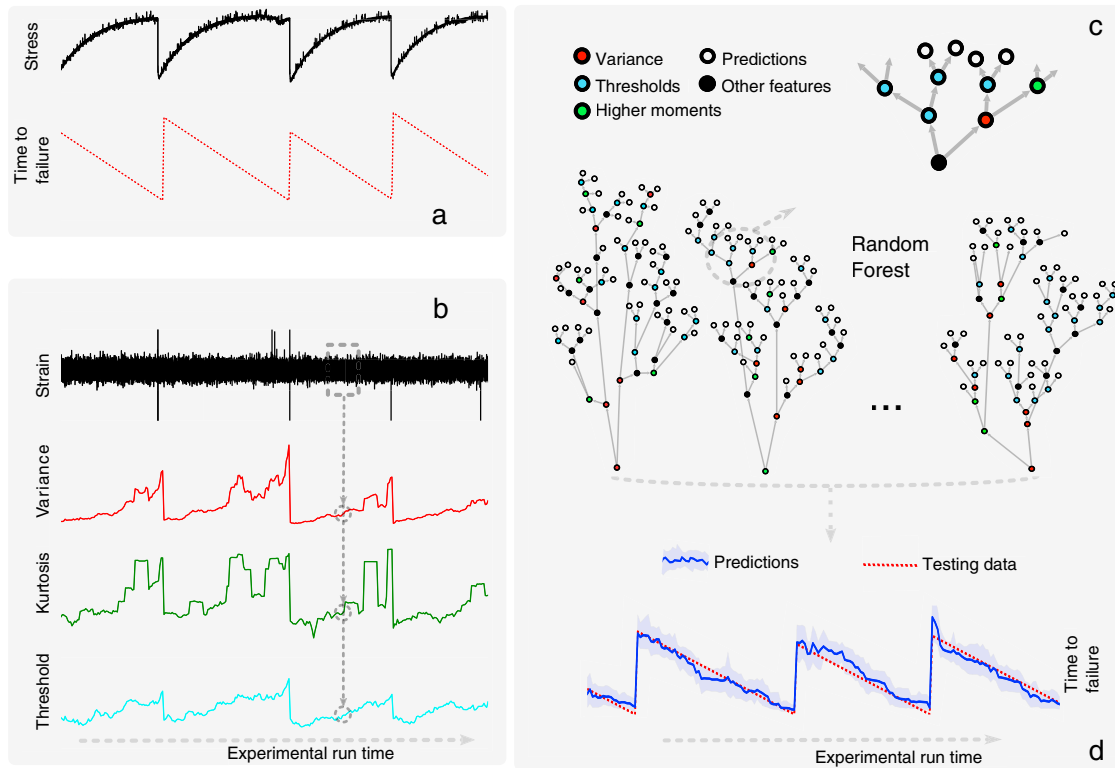 Stress
Time to
failure
a
b
Strain
Variance
Kurtosis
Threshold
Experimental run time
c
Variance
Predictions
Thresholds
Other features
Higher moments
Random
Forest
...
Predictions
Testing data
Time to
failure
Experimental run time
d